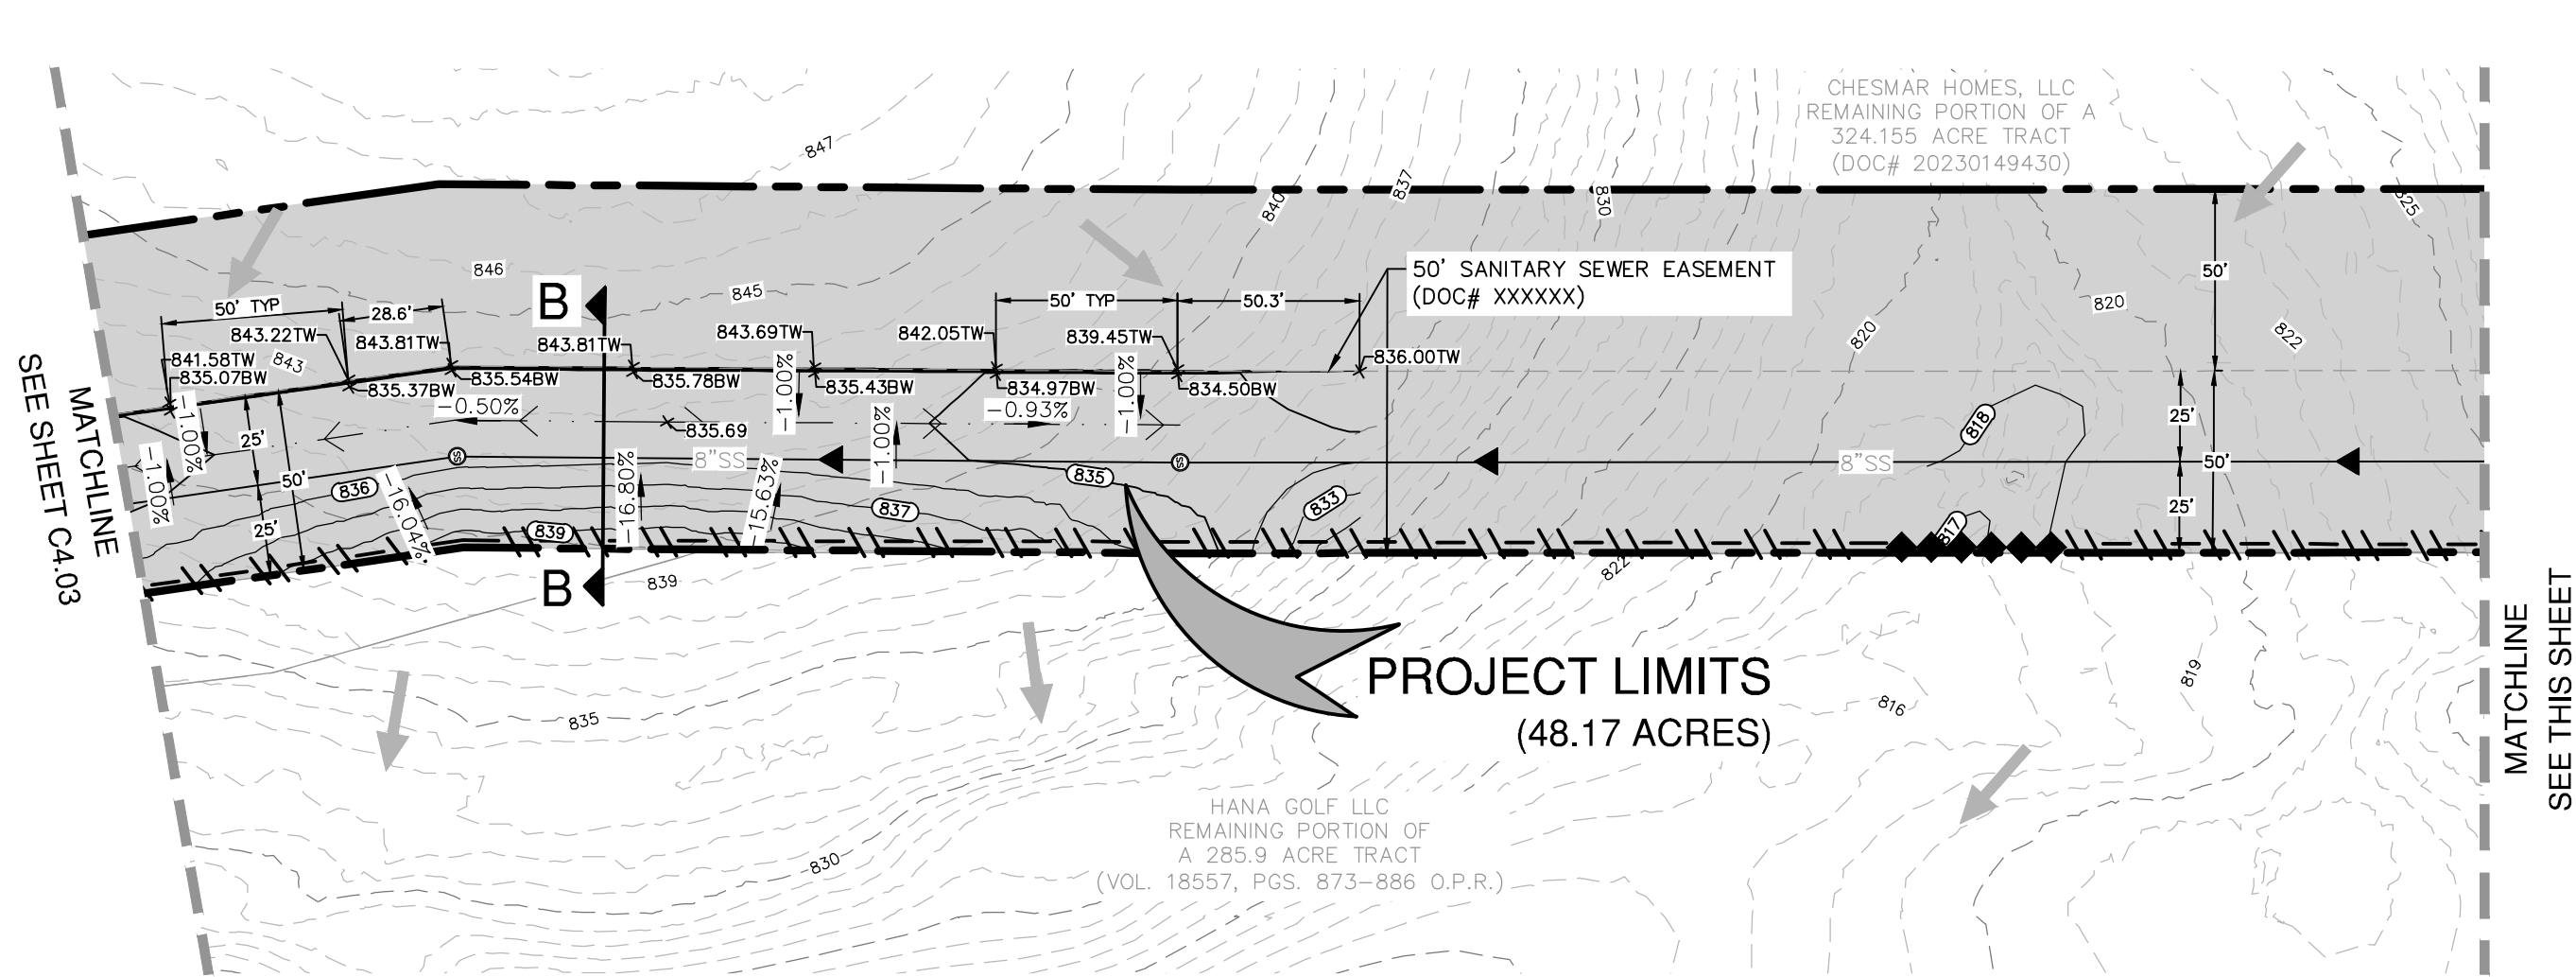 CHESMAR HOMES, LLC
REMAINING PORTION OF A
324.155 ACRE TRACT
(DOC# 20230149430)
847
837
840
830
825
846
845
50' SANITARY SEWER EASEMENT
(DOC# XXXXXX)
B
50' TYP
28.6'
50' TYP
50.3'
50'
820
820
822
843.22TW
843.81TW
843.81TW
843.69TW
842.05TW
839.45TW
836.00TW
841.58TW
835.07BW
843
835.37BW
835.54BW
835.78BW
835.43BW
834.97BW
834.50BW
-1.00%
-1.00%
-1.00%
-1.00%
-1.00%
-0.50%
-0.93%
835.69
25'
50'
25'
SS
8"SS
SS
8"SS
818
25'
50'
25'
836
-16.04%
-16.80%
-15.63%
837
835
833
839
817
B
839
822
MATCHLINE
SEE SHEET C4.03
PROJECT LIMITS
(48.17 ACRES)
835
816
819
MATCHLINE
SEE THIS SHEET
HANA GOLF LLC
REMAINING PORTION OF
A 285.9 ACRE TRACT
(VOL. 18557, PGS. 873-886 O.P.R.)
830